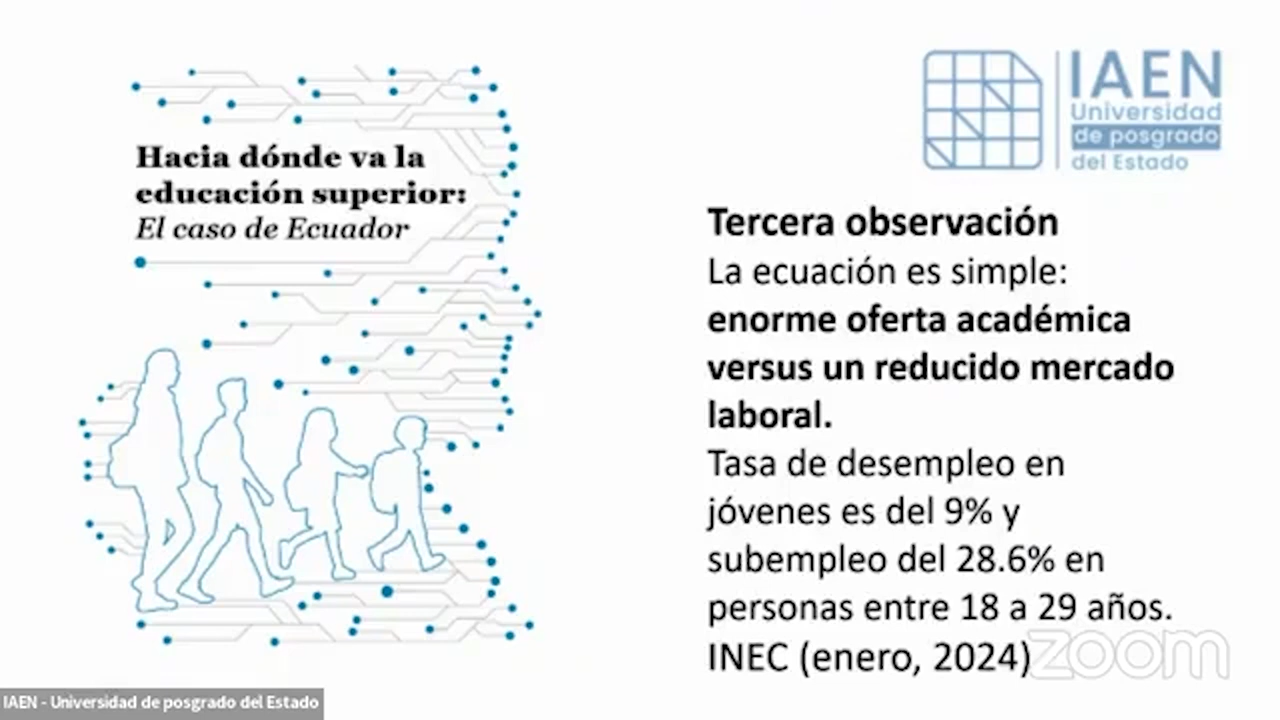 Hacia dónde va la
educación superior:
El caso de Ecuador
IAEN
Universidad
de posgrado
del Estado
Tercera observación
La ecuación es simple:
enorme oferta académica
versus un reducido mercado
laboral.
Tasa de desempleo en
jóvenes es del 9% y
subempleo del 28.6% en
personas entre 18 a 29 años.
INEC (enero, 2024)
zoom
IAEN - Universidad de posgrado del Estado